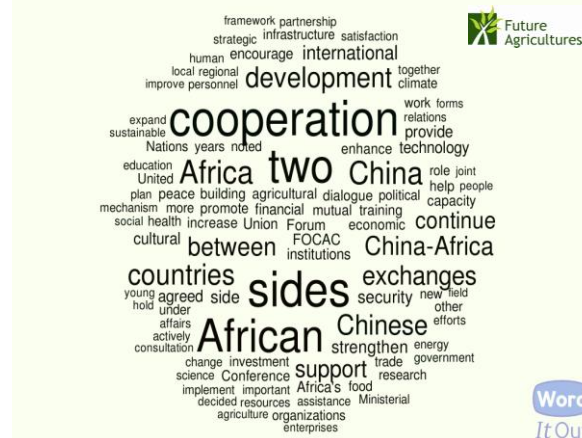 Future
Agricultures
framework partnership
strategic infrastructure satisfaction
human encourage international
local regional development together
improve personnel climate
work forms
expand cooperation relations
sustainable provide
Nations years noted enhance technology
education Africa two China role joint
United help people
plan peace building agricultural dialogue political capacity
mechanism more promote financial mutual training
social health increase Union Forum economic continue
cultural between FOCAC China-Africa
institutions
countries sides exchanges
young agreed side security new field
hold under other
affairs African Chinese efforts
actively strengthen energy
consultation government
change investment support trade
science Conference research
implement important Africa's food
decided resources assistance Ministerial
agriculture organizations
enterprises
Word
It Ou